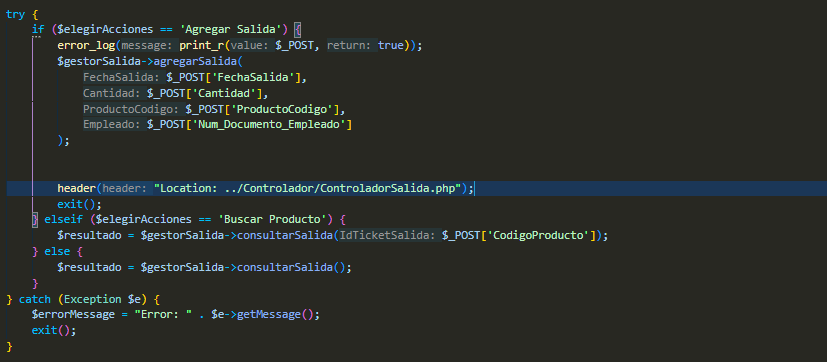 try {
    if ($elegirAcciones == 'Agregar Salida') {
        error_log(message: print_r(value: $_POST, return: true));
        $gestorSalida->agregarSalida(
            FechaSalida: $_POST['FechaSalida'],
            Cantidad: $_POST['Cantidad'],
            ProductoCodigo: $_POST['ProductoCodigo'],
            Empleado: $_POST['Num_Documento_Empleado']
        );
        header(header: "Location: ../Controlador/ControladorSalida.php");
        exit();
    } elseif ($elegirAcciones == 'Buscar Producto') {
        $resultado = $gestorSalida->consultarSalida(IdTicketSalida: $_POST['CodigoProducto']);
    } else {
        $resultado = $gestorSalida->consultarSalida();
    }
} catch (Exception $e) {
    $errorMessage = "Error: " . $e->getMessage();
    exit();
}